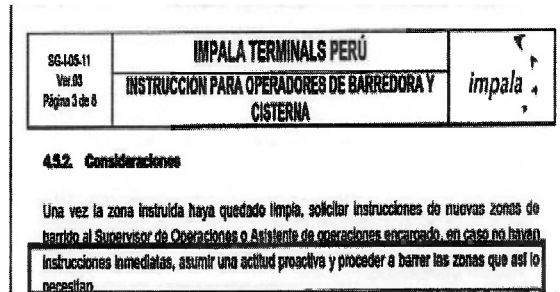 SG-I-05-11
Ver.03
Página 3 de 8
IMPALA TERMINALS PERÚ
INSTRUCCIÓN PARA OPERADORES DE BARREDORA Y
CISTERNA
impala
4.5.2. Consideraciones
Una vez la zona instruida haya quedado limpia, solicitar instrucciones de nuevas zonas de
barrido al Supervisor de Operaciones o Asistente de operaciones encargado, en caso no hayan
instrucciones inmediatas, asumir una actitud proactiva y proceder a barrer las zonas que así lo
necesitan